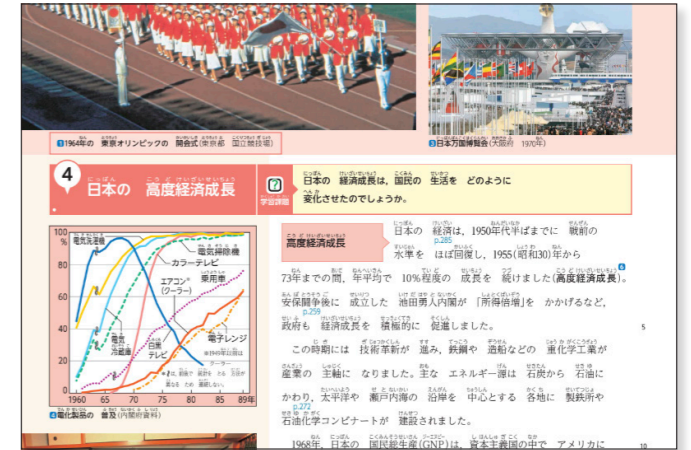 1 1964年の 東京オリンピックの 開会式(東京都 国立競技場)
3 日本万国博覧会(大阪府 1970年)
4
日本の 高度経済成長
?
学習課題
日本の 経済成長は，国民の 生活を どのように
変化させたのでしょうか。
100
%
80
60
40
20
0
1960 65 70 75 80 85 89年
電気洗濯機
電気掃除機
カラーテレビ
エアコン※
(クーラー)
乗用車
電気
冷蔵庫
白黒
テレビ
電子レンジ
4 電化製品の 普及(内閣府資料)
高度経済成長
日本の 経済は，1950年代半ばまでに 戦前の
p.285
水準を ほぼ回復し，1955(昭和30)年から
73年までの間，年平均で 10%程度の 成長を 続けました(高度経済成長)。
安保闘争後に 成立した 池田勇人内閣が「所得倍増」を かかげるなど，
p.259
政府も 経済成長を 積極的に 促進しました。
5
この時期には 技術革新が 進み，鉄鋼や 造船などの 重化学工業が
産業の 主軸に なりました。主な エネルギー源は 石炭から 石油に
かわり，太平洋や 瀬戸内海の 沿岸を 中心とする 各地に 製鉄所や
p.272
石油化学コンビナートが 建設されました。
1968年，日本の 国民総生産(GNP)は，資本主義国の中で アメリカに
10